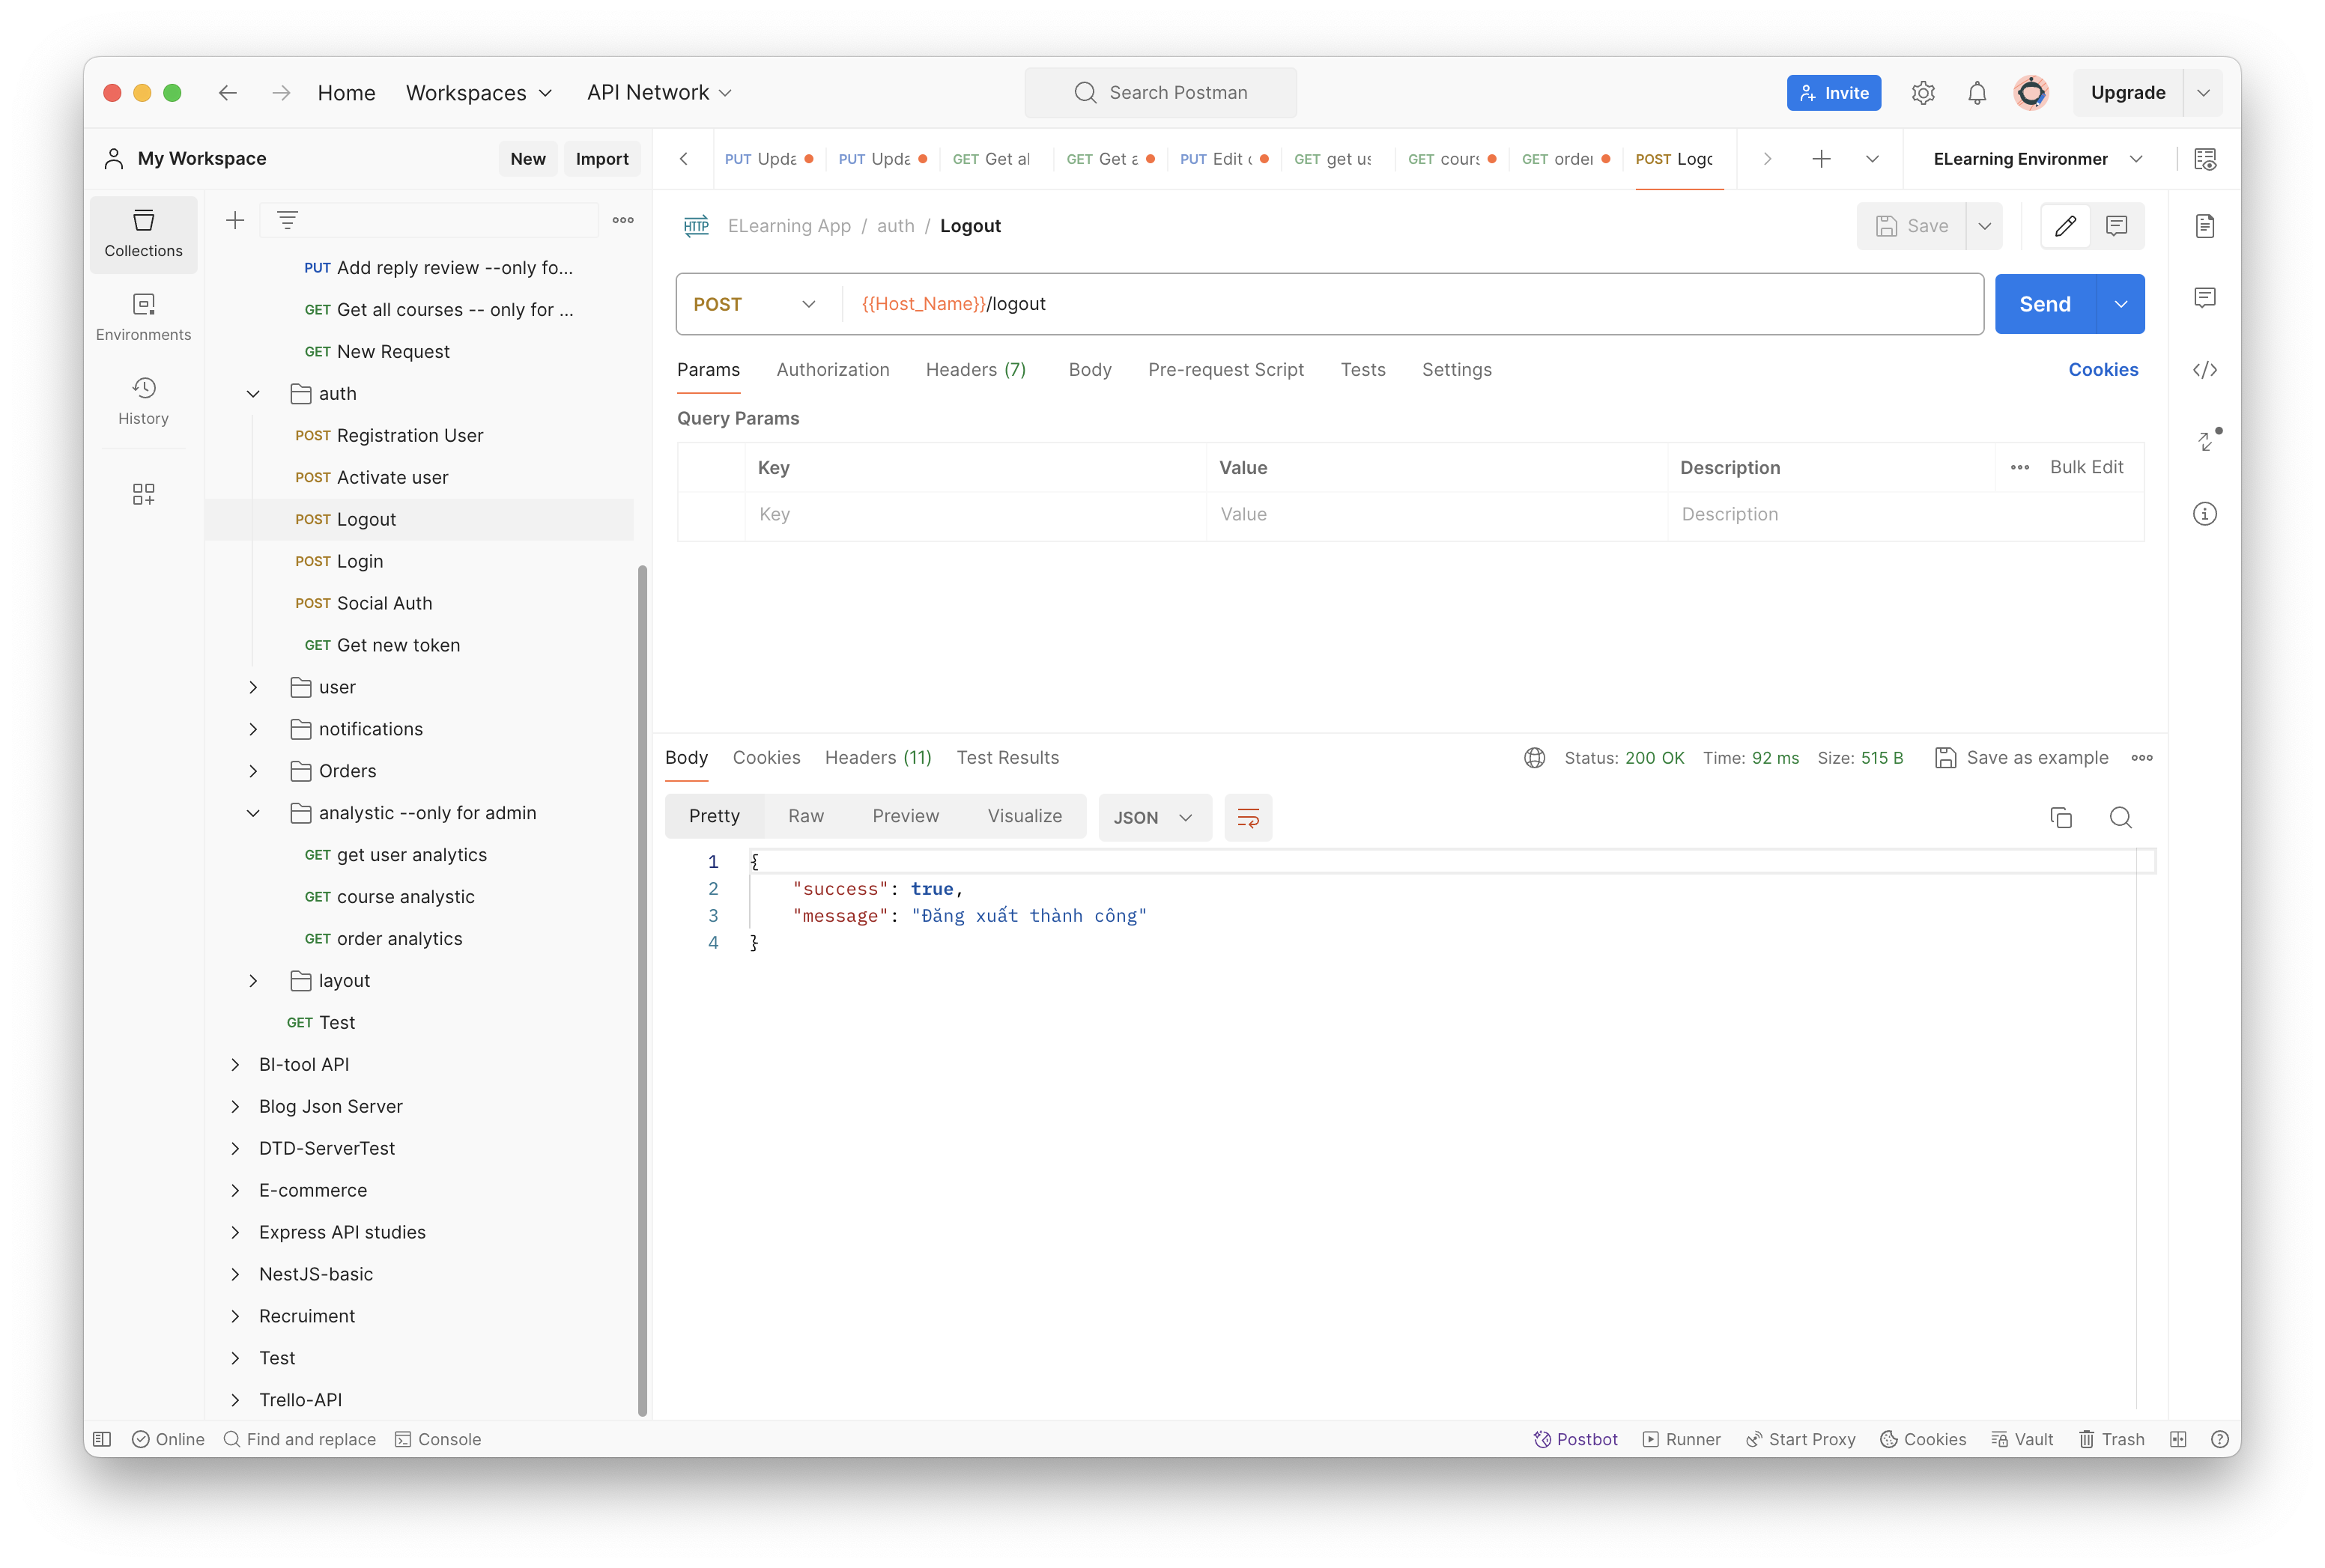 Home Workspaces API Network Search Postman Invite Upgrade
My Workspace New Import
PUT Upda PUT Upda GET Get al GET Get a PUT Edit c GET get us GET cours GET order POST Logo ELearning Environmer
Collections
Environments
History
PUT Add reply review --only fo...
GET Get all courses -- only for ...
GET New Request
auth
POST Registration User
POST Activate user
POST Logout
POST Login
POST Social Auth
GET Get new token
user
notifications
Orders
analystic --only for admin
GET get user analytics
GET course analystic
GET order analytics
layout
GET Test
BI-tool API
Blog Json Server
DTD-ServerTest
E-commerce
Express API studies
NestJS-basic
Recruiment
Test
Trello-API
HTTP ELearning App / auth / Logout Save
POST {{Host_Name}}/logout Send
Params Authorization Headers (7) Body Pre-request Script Tests Settings Cookies
Query Params
Key Value Description Bulk Edit
Key Value Description
Body Cookies Headers (11) Test Results Status: 200 OK Time: 92 ms Size: 515 B Save as example
Pretty Raw Preview Visualize JSON
1 {
2 "success": true,
3 "message": "Đăng xuất thành công"
4 }
Online Find and replace Console Postbot Runner Start Proxy Cookies Vault Trash